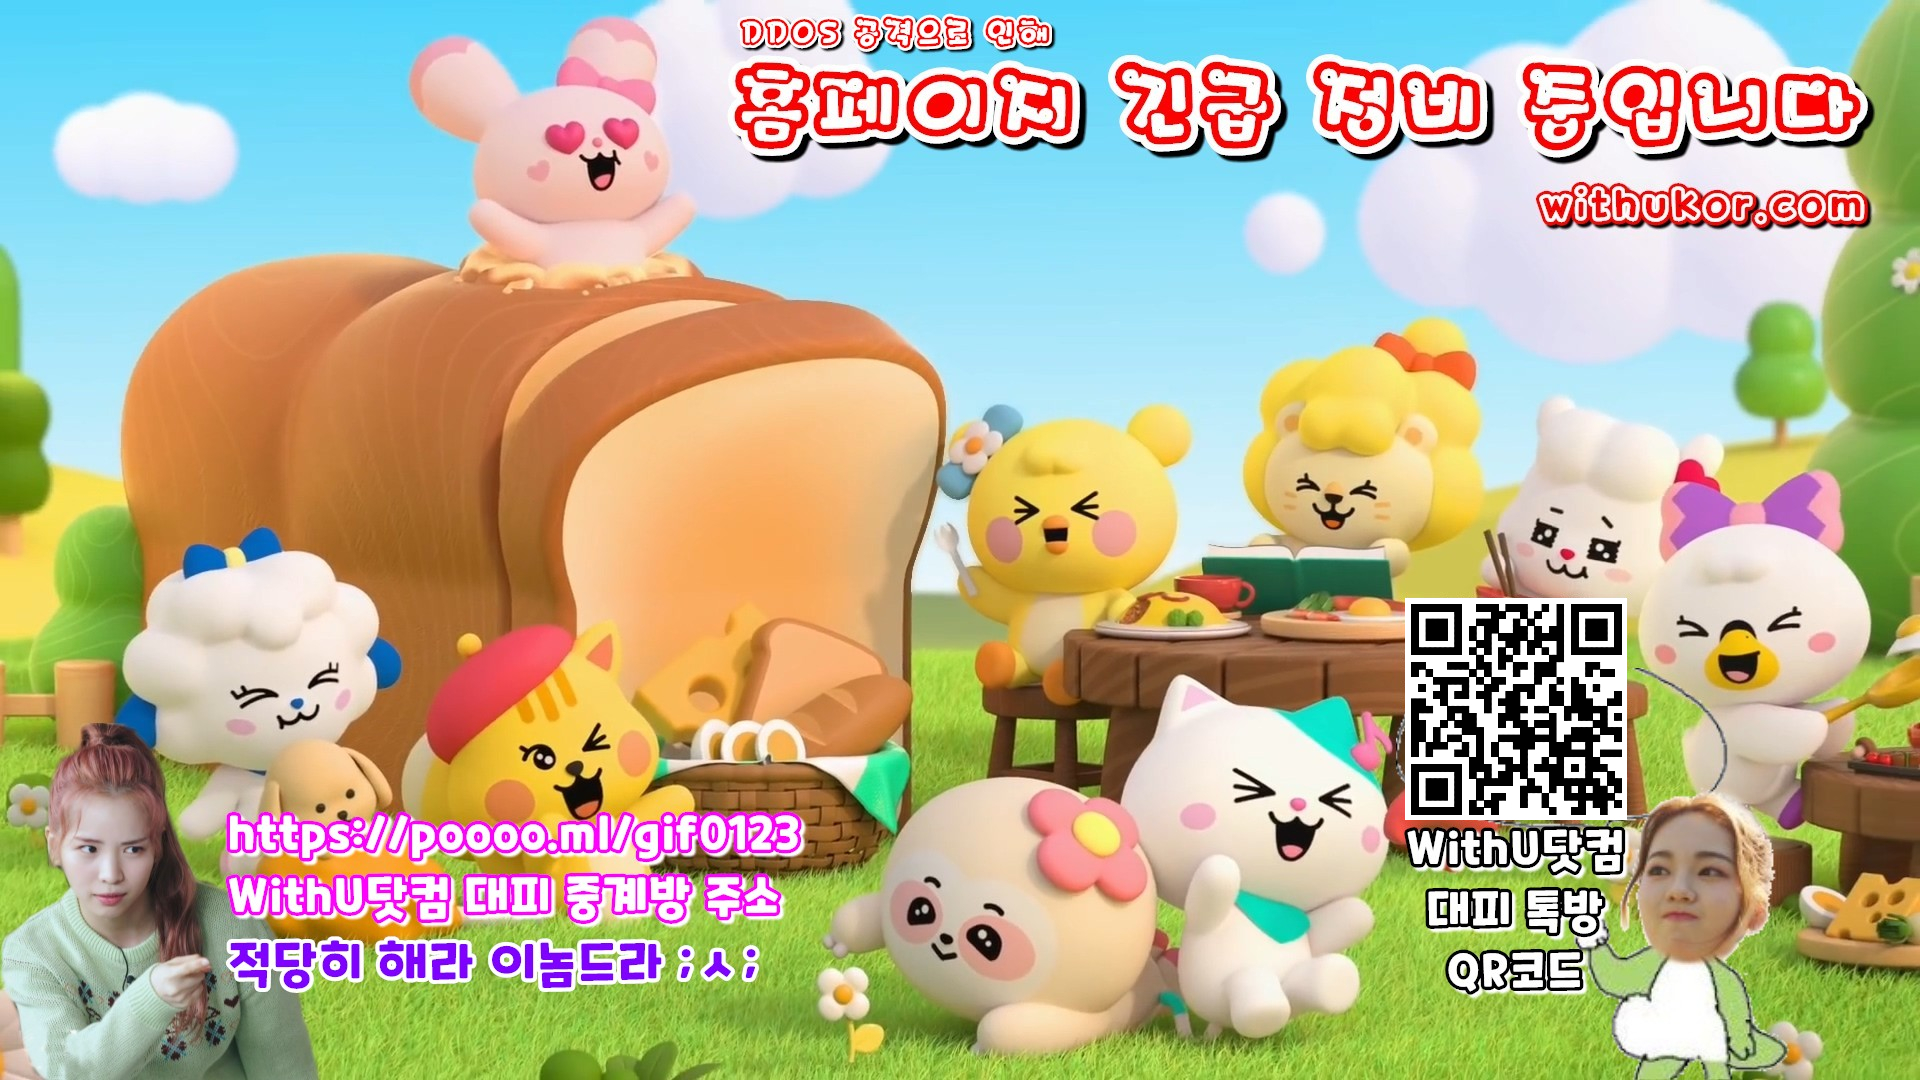 DDOS 공격으로 인해
홈페이지 긴급 정비 중입니다
withukor.com
https://poooo.ml/gif0123
WithU닷컴 대피 중계방 주소
적당히 해라 이놈드라 ;ㅅ;
WithU닷컴
대피 톡방
QR코드